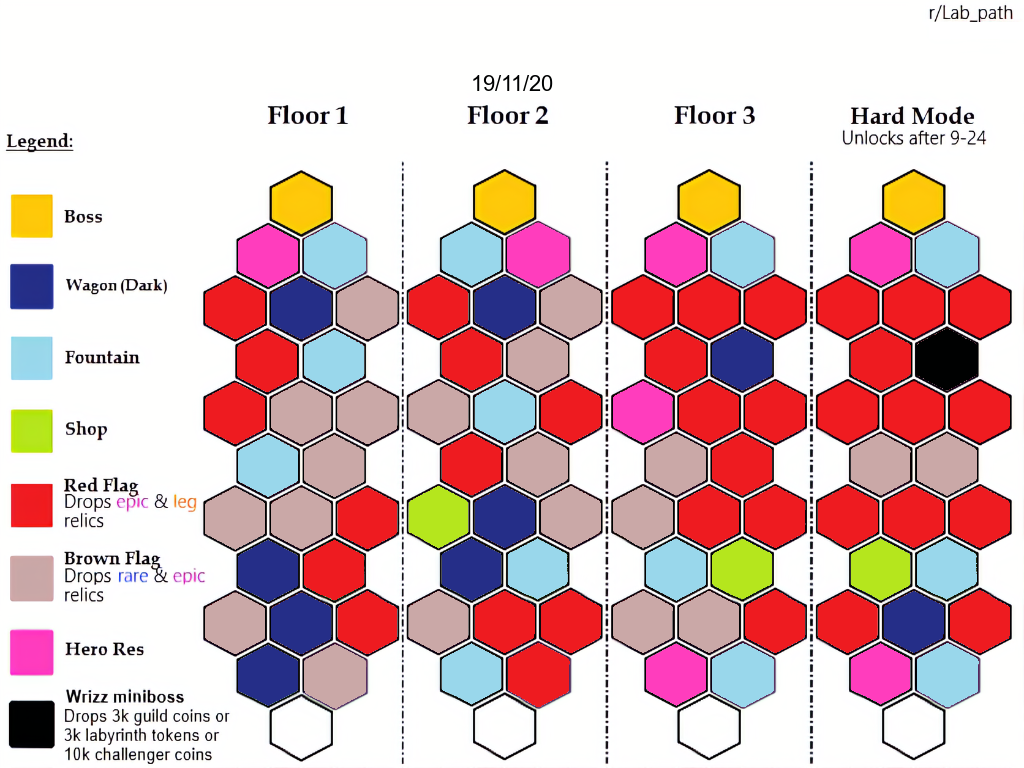 r/Lab_path
19/11/20
Floor 1
Floor 2
Floor 3
Hard Mode
Unlocks after 9-24
Legend:
Boss
Wagon (Dark)
Fountain
Shop
Red Flag
Drops epic & leg
relics
Brown Flag
Drops rare & epic
relics
Hero Res
Wrizz miniboss
Drops 3k guild coins or
3k labyrinth tokens or
10k challenger coins